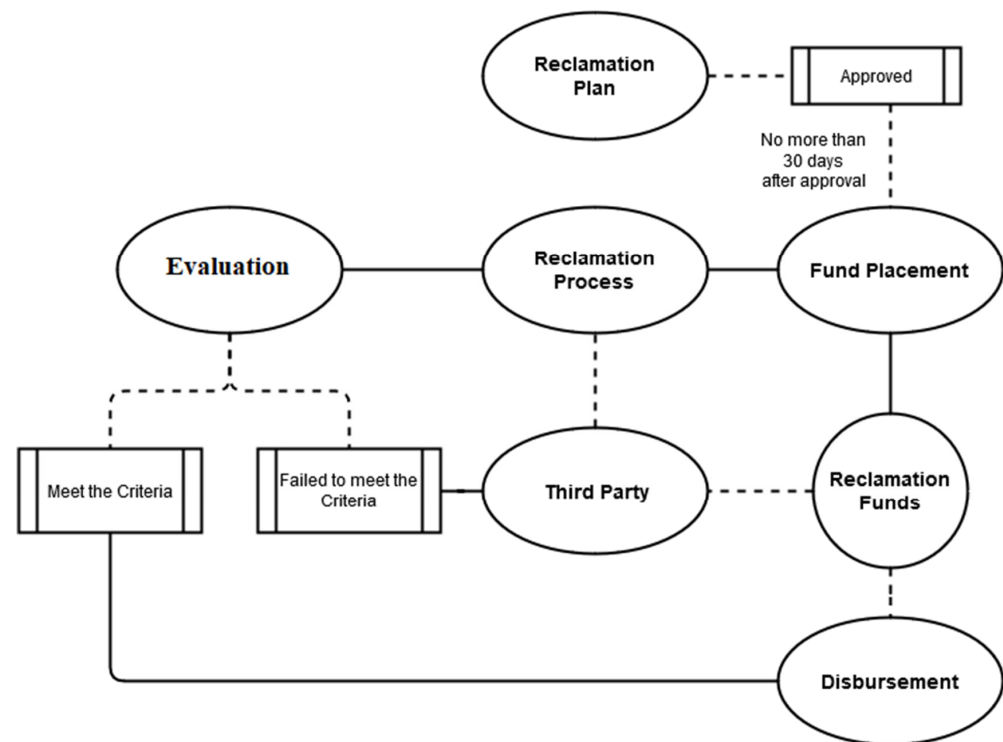 Reclamation
Plan
Approved
No more than
30 days
after approval
Evaluation
Reclamation
Process
Fund Placement
Meet the Criteria
Failed to meet the
Criteria
Third Party
Reclamation
Funds
Disbursement